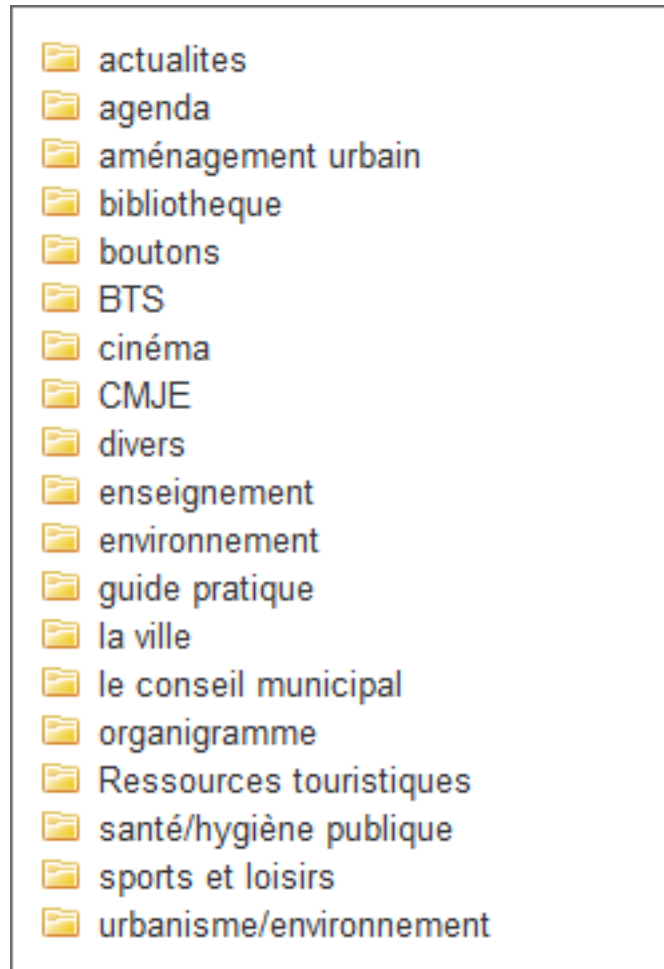 actualites
agenda
aménagement urbain
bibliotheque
boutons
BTS
cinéma
CMJE
divers
enseignement
environnement
guide pratique
la ville
le conseil municipal
organigramme
Ressources touristiques
santé/hygiène publique
sports et loisirs
urbanisme/environnement